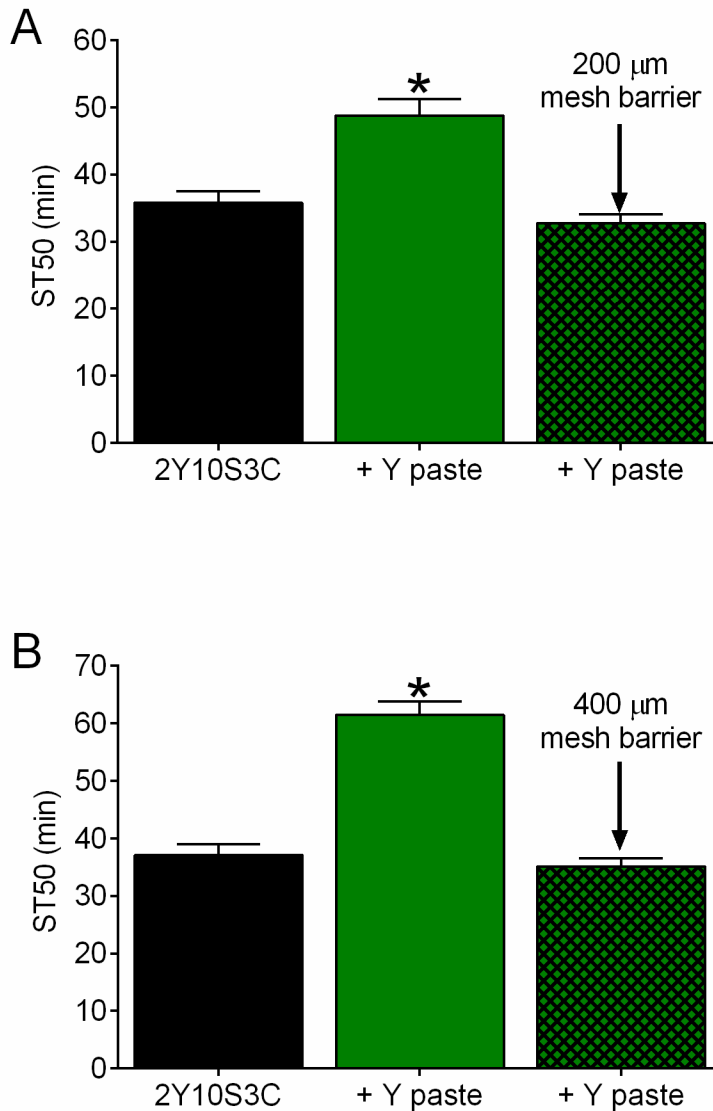 A
60
50
40
30
20
10
0
ST50 (min)
*
200 μm
mesh barrier
2Y10S3C
+ Y paste
+ Y paste
B
70
60
50
40
30
20
10
0
ST50 (min)
*
400 μm
mesh barrier
2Y10S3C
+ Y paste
+ Y paste